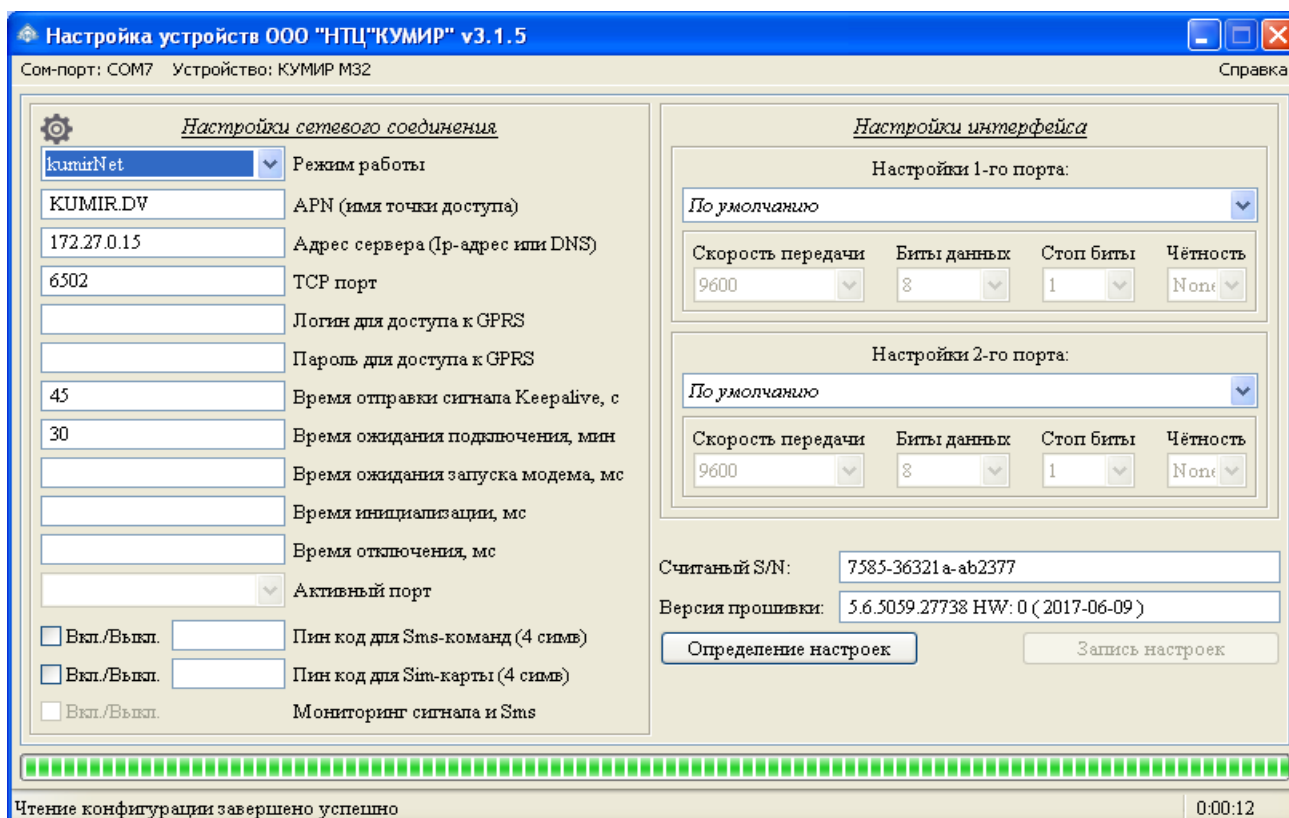 Настройка устройств ООО "НТЦ"КУМИР" v3.1.5
Сом-порт: COM7 Устройство: КУМИР M32 Справка
Настройки сетевого соединения
kumirNet Режим работы
KUMIR.DV APN (имя точки доступа)
172.27.0.15 Адрес сервера (Ip-адрес или DNS)
6502 TCP порт
Логин для доступа к GPRS
Пароль для доступа к GPRS
45 Время отправки сигнала Keepalive, с
30 Время ожидания подключения, мин
Время ожидания запуска модема, мс
Время инициализации, мс
Время отключения, мс
Активный порт
Вкл./Выкл. Пин код для Sms-команд (4 симв)
Вкл./Выкл. Пин код для Sim-карты (4 симв)
Вкл./Выкл. Мониторинг сигнала и Sms
Настройки интерфейса
Настройки 1-го порта:
По умолчанию
Скорость передачи Биты данных Стоп биты Чётность
9600 8 1 None
Настройки 2-го порта:
По умолчанию
Скорость передачи Биты данных Стоп биты Чётность
9600 8 1 None
Считаный S/N: 7585-36321a-ab2377
Версия прошивки: 5.6.5059.27738 HW: 0 ( 2017-06-09 )
Определение настроек Запись настроек
Чтение конфигурации завершено успешно 0:00:12